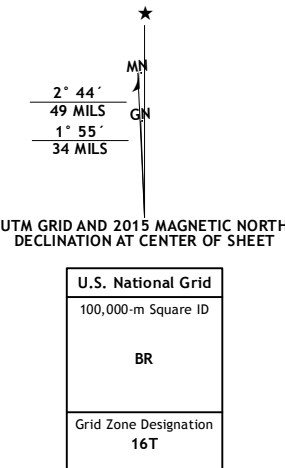 ★
MN
2° 44´
49 MILS
GN
1° 55´
34 MILS
UTM GRID AND 2015 MAGNETIC NORTH
DECLINATION AT CENTER OF SHEET
U.S. National Grid
100,000-m Square ID
BR
Grid Zone Designation
16T